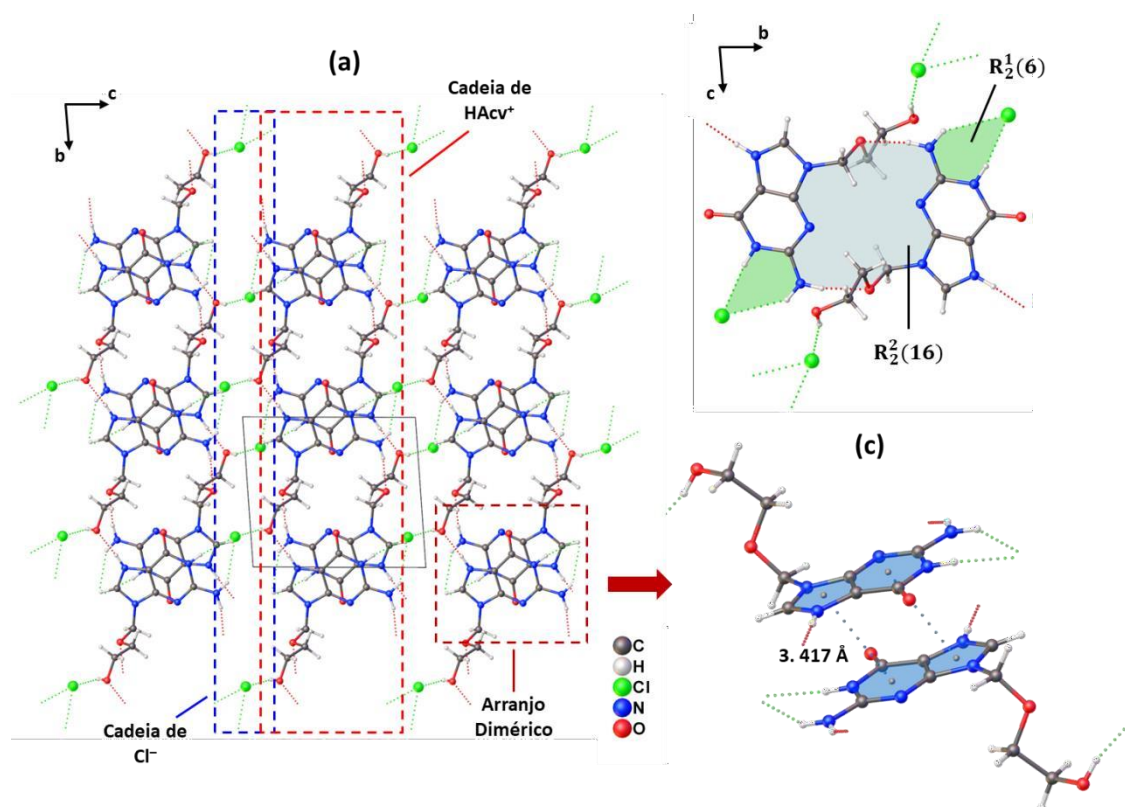 (a)
c
b
Cadeia de
HAcv⁺
Cadeia de
Cl⁻
Arranjo
Dimérico
C
H
Cl
N
O
b
c
R¹₂(6)
R²₂(16)
(c)
3. 417 Å